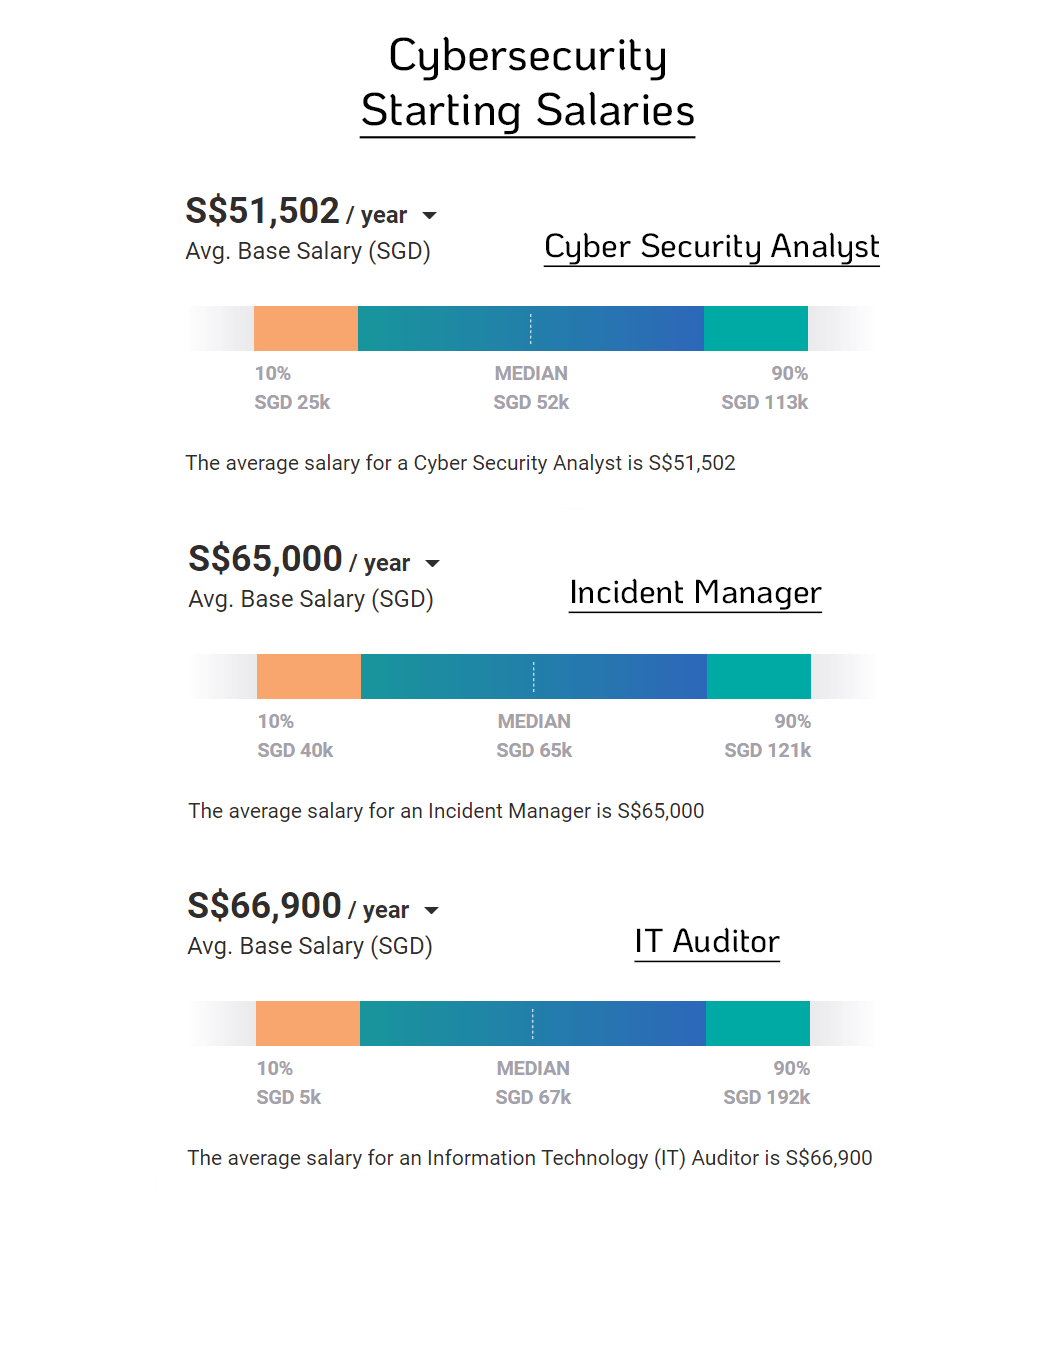 Cybersecurity
Starting Salaries
S$51,502 / year
Avg. Base Salary (SGD)
Cyber Security Analyst
10% MEDIAN 90%
SGD 25k SGD 52k SGD 113k
The average salary for a Cyber Security Analyst is S$51,502
S$65,000 / year
Avg. Base Salary (SGD)
Incident Manager
10% MEDIAN 90%
SGD 40k SGD 65k SGD 121k
The average salary for an Incident Manager is S$65,000
S$66,900 / year
Avg. Base Salary (SGD)
IT Auditor
10% MEDIAN 90%
SGD 5k SGD 67k SGD 192k
The average salary for an Information Technology (IT) Auditor is S$66,900